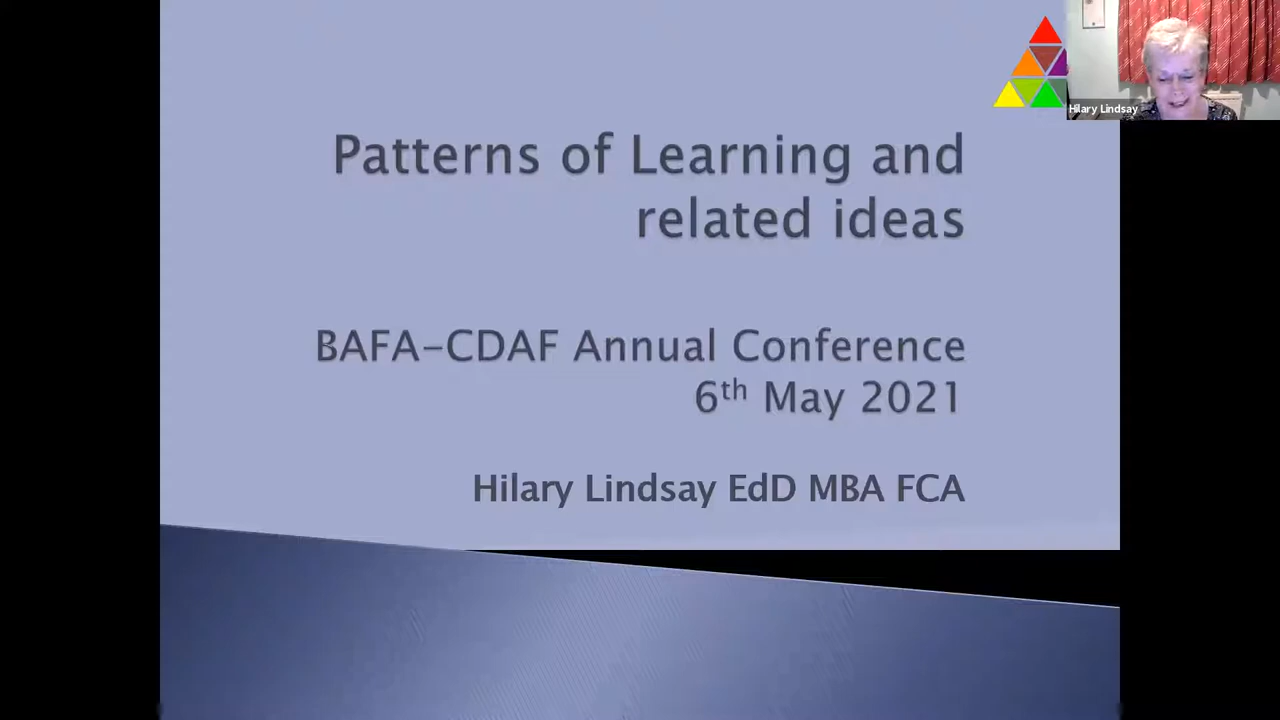 Patterns of Learning and
related ideas
BAFA-CDAF Annual Conference
6th May 2021
Hilary Lindsay EdD MBA FCA
Hilary Lindsay